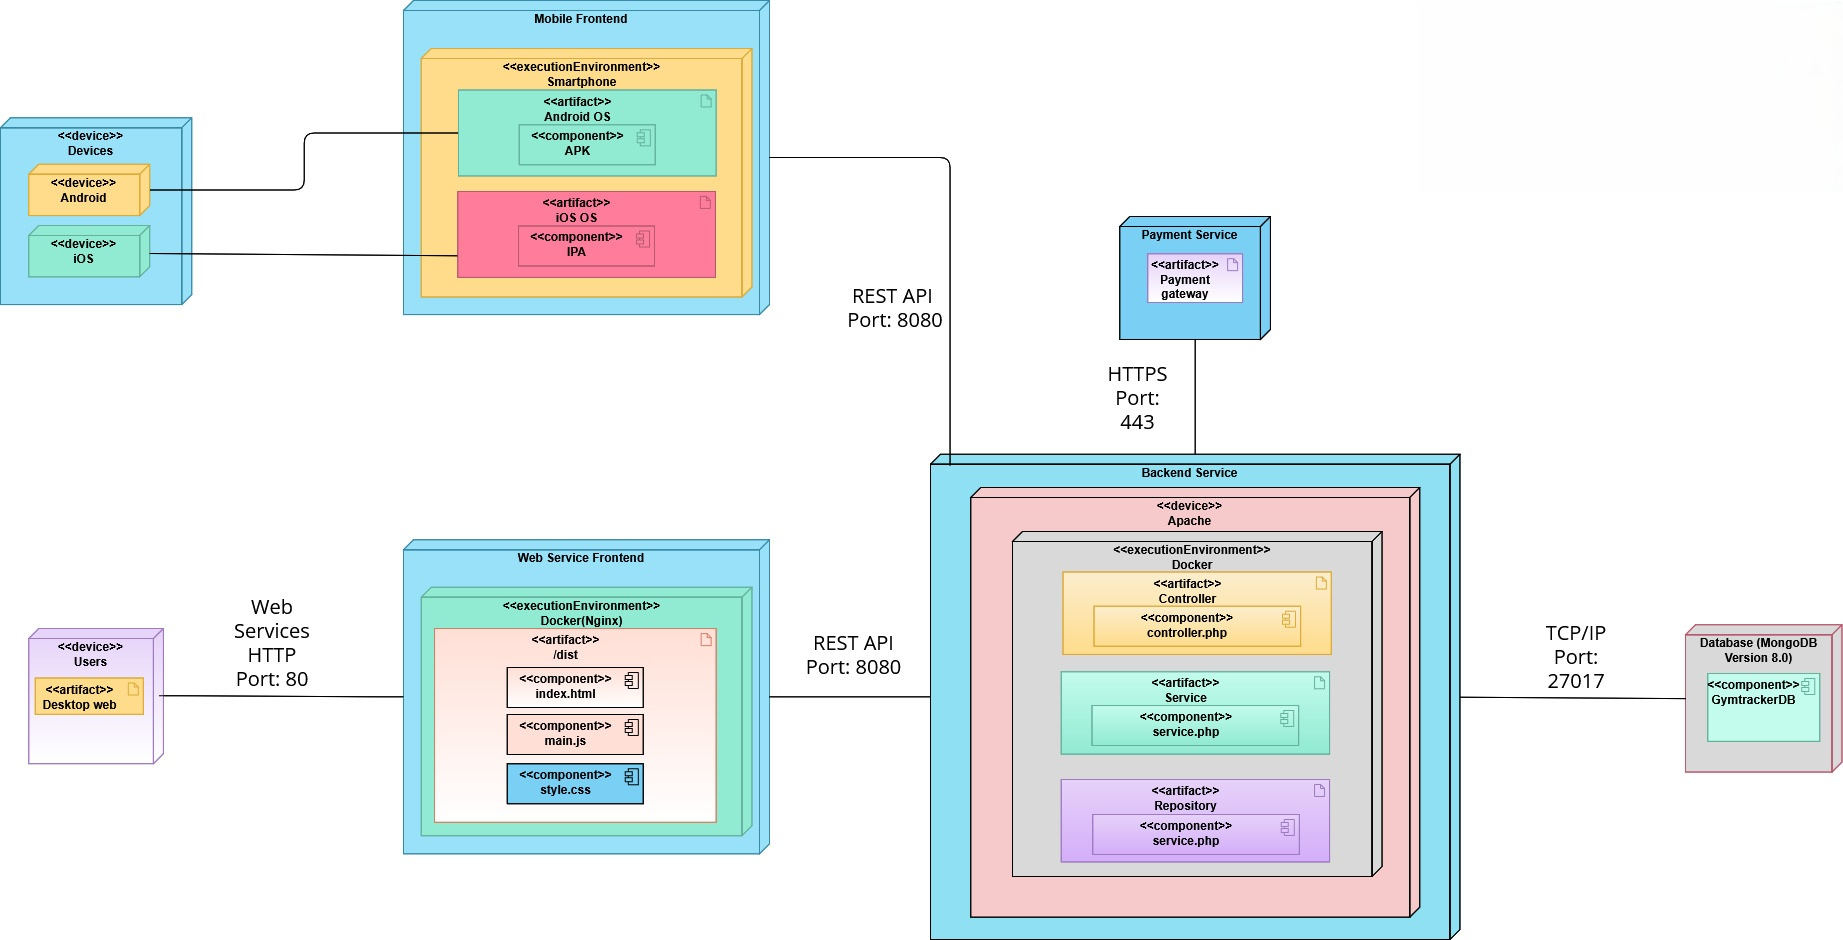 Mobile Frontend
<<executionEnvironment>>
Smartphone
<<artifact>>
Android OS
<<component>>
APK
<<artifact>>
iOS OS
<<component>>
IPA
<<device>>
Devices
<<device>>
Android
<<device>>
iOS
REST API
Port: 8080
Payment Service
<<artifact>>
Payment
gateway
HTTPS
Port:
443
Backend Service
<<device>>
Apache
<<executionEnvironment>>
Docker
<<artifact>>
Controller
<<component>>
controller.php
<<artifact>>
Service
<<component>>
service.php
<<artifact>>
Repository
<<component>>
service.php
Web Service Frontend
<<executionEnvironment>>
Docker(Nginx)
<<artifact>>
/dist
<<component>>
index.html
<<component>>
main.js
<<component>>
style.css
Web
Services
HTTP
Port: 80
<<device>>
Users
<<artifact>>
Desktop web
REST API
Port: 8080
TCP/IP
Port:
27017
Database (MongoDB
Version 8.0)
<<component>>
GymtrackerDB